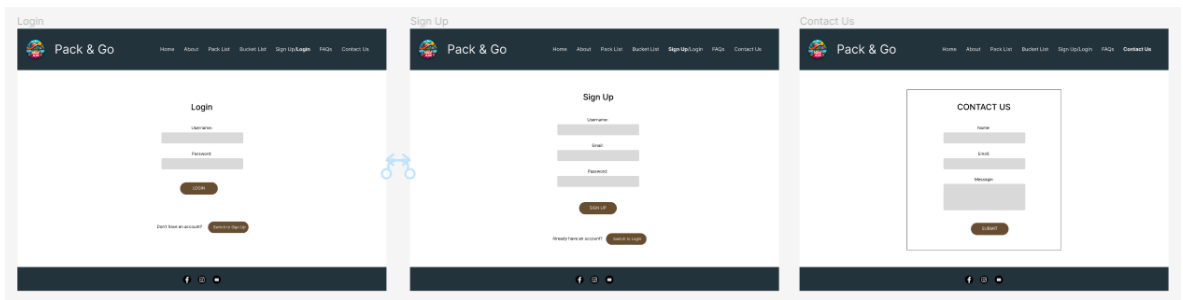 Login
Pack & Go
Home About Pack List Bucket List Sign Up/Login FAQs Contact Us
Login
Username:
Password:
LOGIN
Don't have an account? Switch to Sign Up
Sign Up
Pack & Go
Home About Pack List Bucket List Sign Up/Login FAQs Contact Us
Sign Up
Username:
Email:
Password:
SIGN UP
Already have an account? Switch to Login
Contact Us
Pack & Go
Home About Pack List Bucket List Sign Up/Login FAQs Contact Us
CONTACT US
Name:
Email:
Message:
SUBMIT